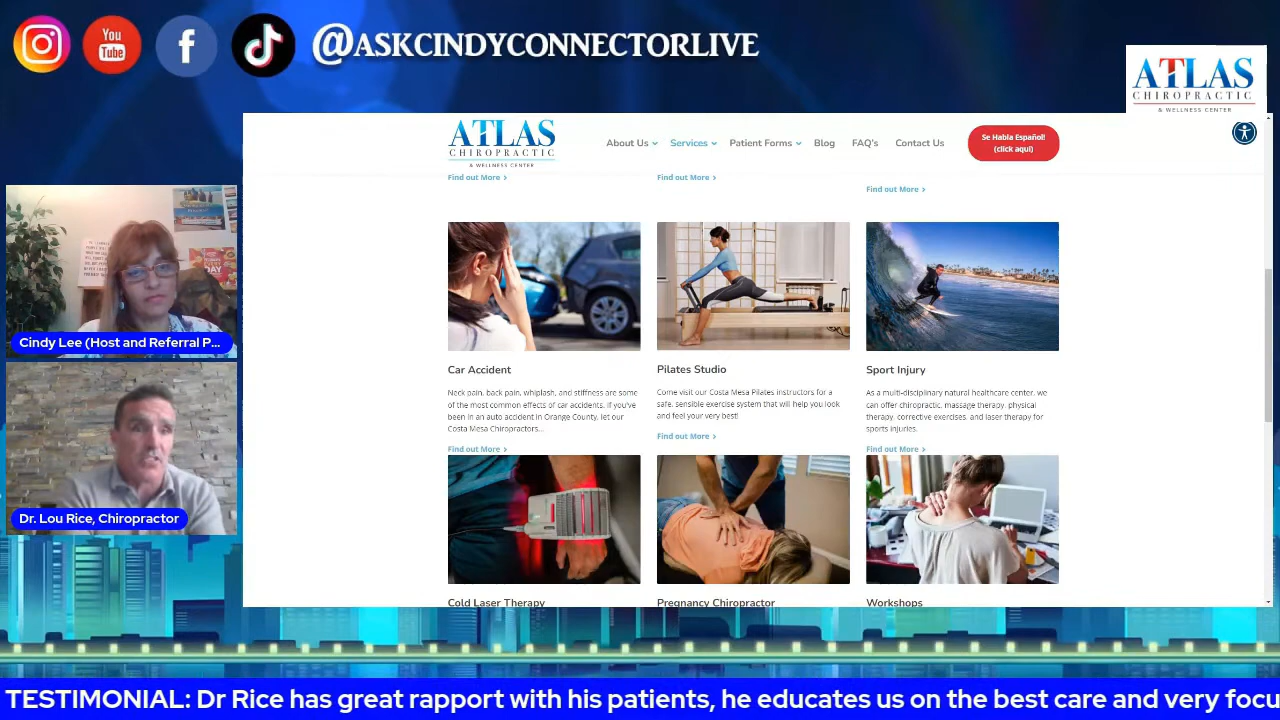 You
Tube
@ASKCINDYCONNECTORLIVE
ATLAS
CHIROPRACTIC
& WELLNESS CENTER
ATLAS
CHIROPRACTIC
& WELLNESS CENTER
About Us
Services
Patient Forms
Blog
FAQ's
Contact Us
Se Habla Español!
(click aquí)
Find out More
Find out More
Find out More
Car Accident
Neck pain, back pain, whiplash, and stiffness are some
of the most common effects of car accidents. If you've
been in an auto accident in Orange County, let our
Costa Mesa Chiropractors...
Find out More
Pilates Studio
Come visit our Costa Mesa Pilates instructors for a
safe, sensible exercise system that will help you look
and feel your very best!
Find out More
Sport Injury
As a multi-disciplinary natural healthcare center, we
can offer chiropractic, massage therapy, physical
therapy, corrective exercises, and laser therapy for
sports injuries.
Find out More
Cold Laser Therapy
Pregnancy Chiropractor
Workshops
Cindy Lee (Host and Referral P...
Dr. Lou Rice, Chiropractor
TESTIMONIAL: Dr Rice has great rapport with his patients, he educates us on the best care and very focu